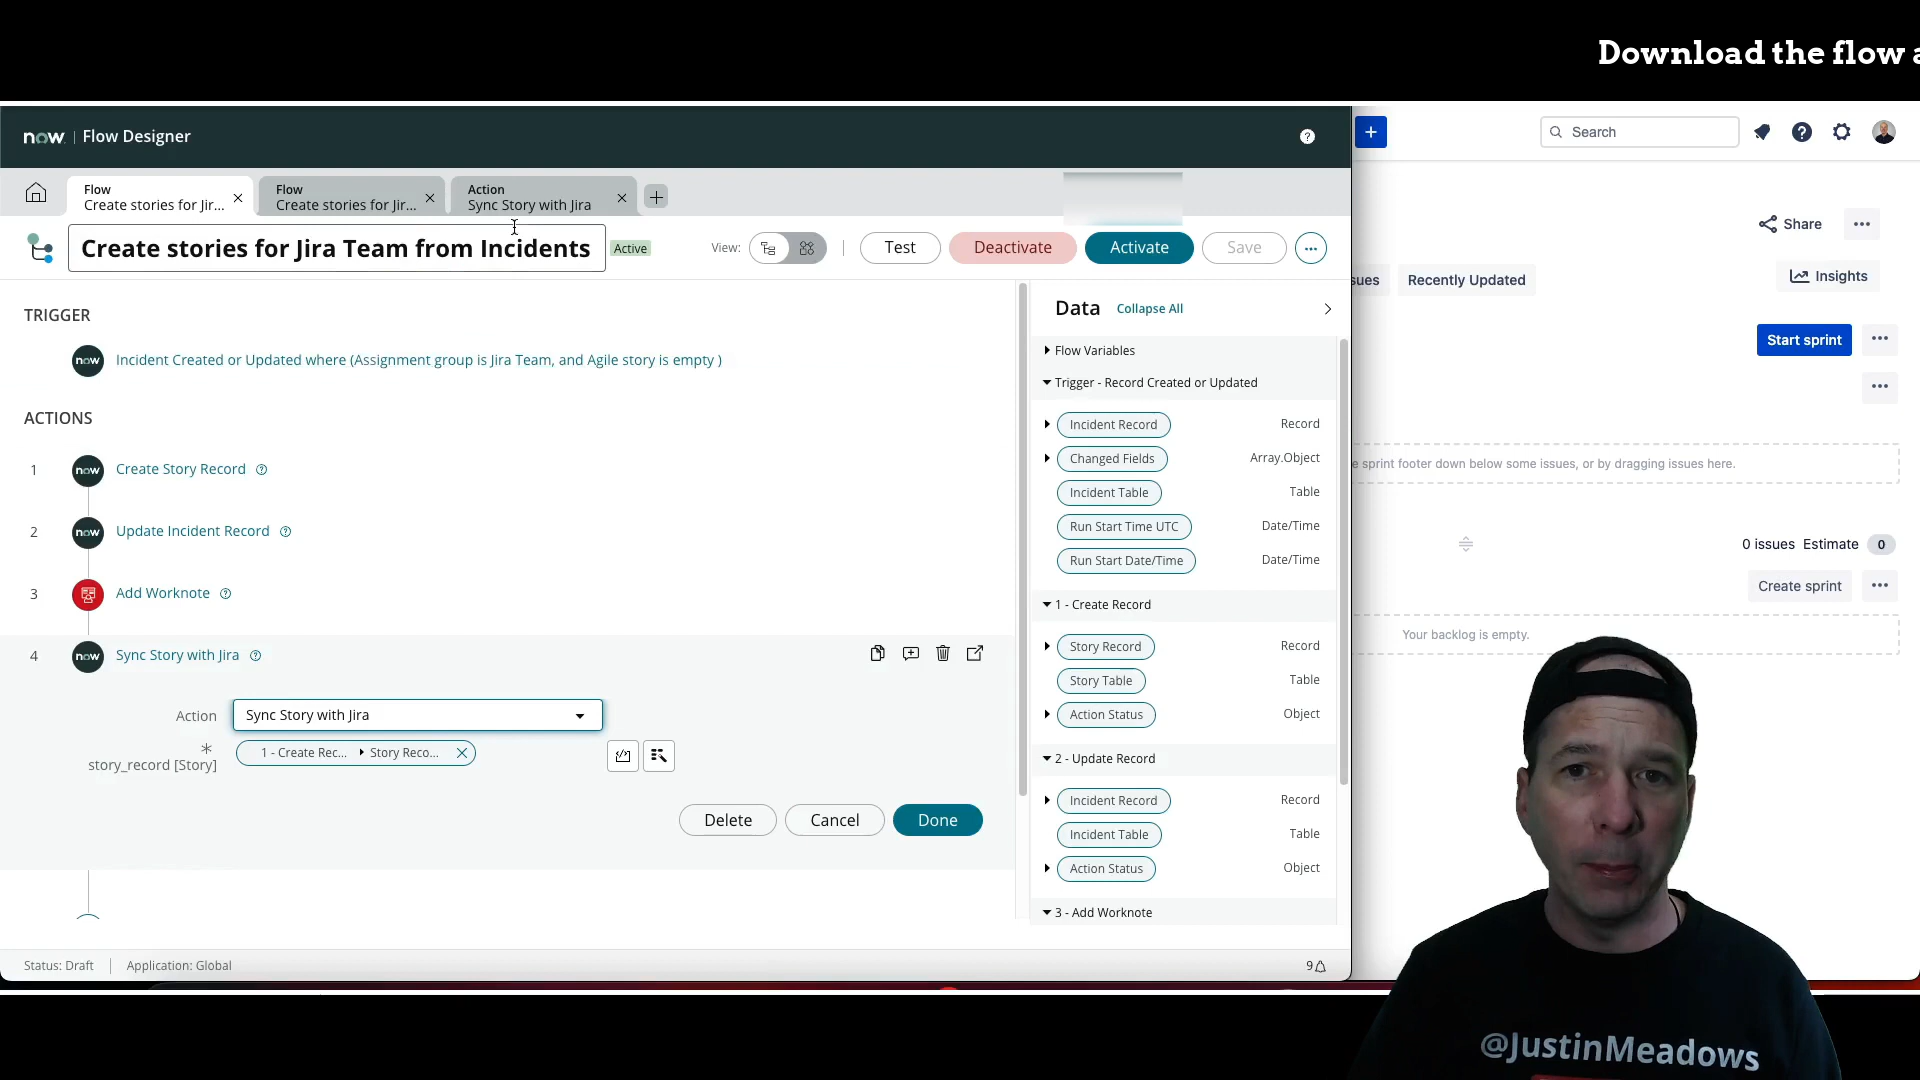 Download the flow a
now | Flow Designer
Search
Flow
Create stories for Jir...
Flow
Create stories for Jir...
Action
Sync Story with Jira
Create stories for Jira Team from Incidents
Active
View:
Test
Deactivate
Activate
Save
Share
Insights
sues
Recently Updated
Start sprint
TRIGGER
now
Incident Created or Updated where (Assignment group is Jira Team, and Agile story is empty )
ACTIONS
1
now
Create Story Record
2
now
Update Incident Record
3
Add Worknote
4
now
Sync Story with Jira
Action
Sync Story with Jira
*
story_record [Story]
1 - Create Rec...
Story Reco...
Delete
Cancel
Done
Data
Collapse All
Flow Variables
Trigger - Record Created or Updated
Incident Record
Record
Changed Fields
Array.Object
Incident Table
Table
Run Start Time UTC
Date/Time
Run Start Date/Time
Date/Time
1 - Create Record
Story Record
Record
Story Table
Table
Action Status
Object
2 - Update Record
Incident Record
Record
Incident Table
Table
Action Status
Object
3 - Add Worknote
e sprint footer down below some issues, or by dragging issues here.
0 issues Estimate 0
Create sprint
Your backlog is empty.
Status: Draft
Application: Global
9
@JustinMeadows